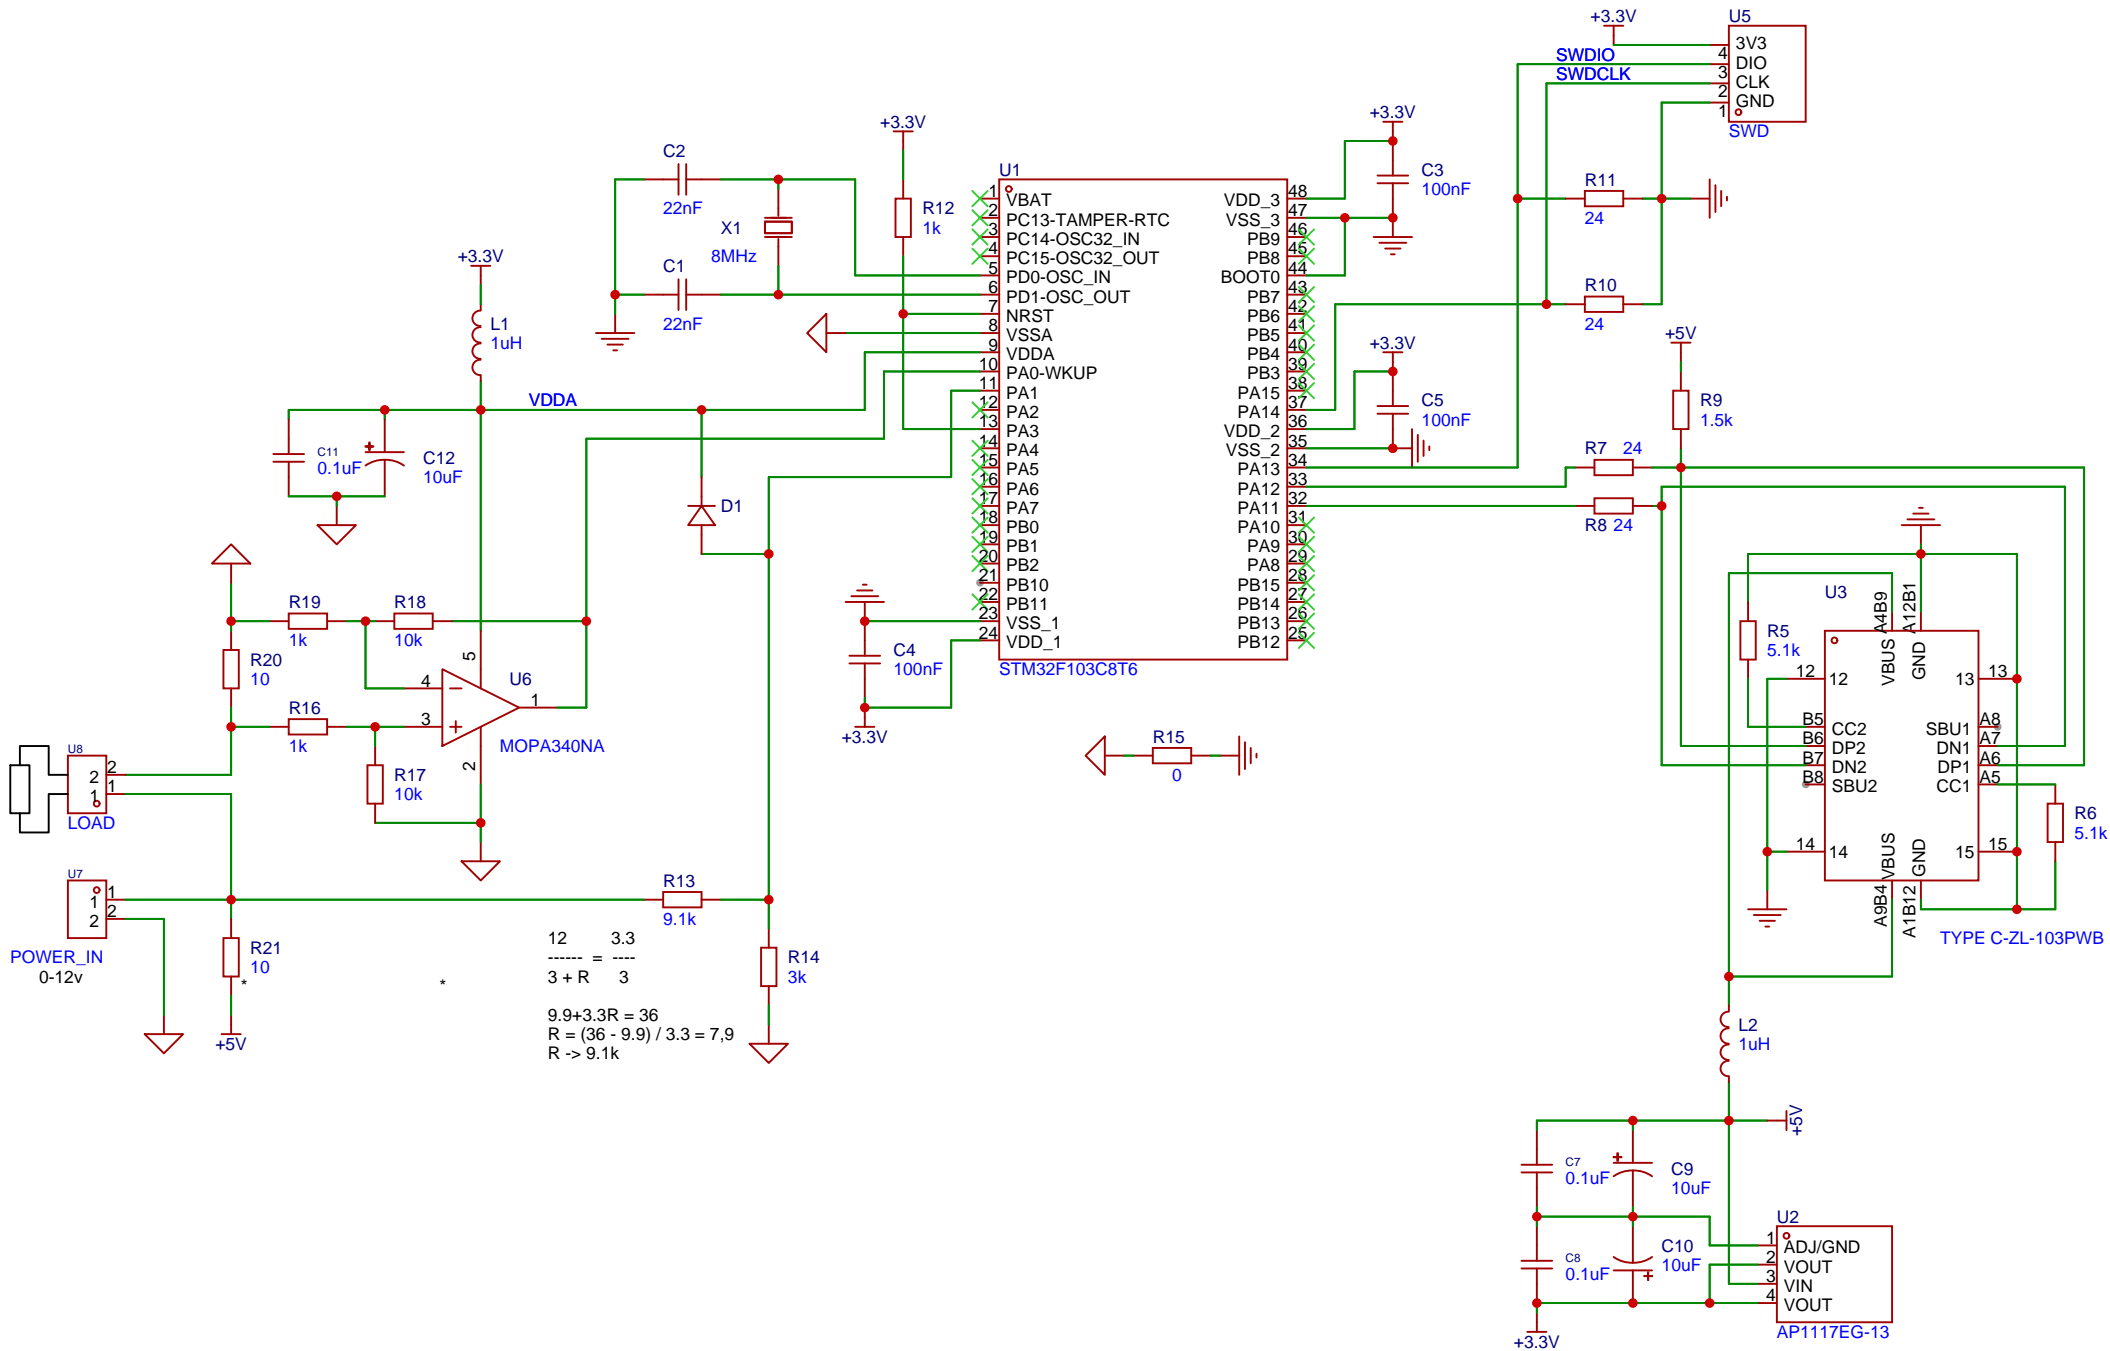 +3.3V
U5
3V3
4
DIO
3
CLK
2
GND
1
SWD
SWDIO
SWDCLK
R11
24
R10
24
+3.3V
C2
22nF
X1
8MHz
C1
22nF
R12
1k
U1
1 VBAT
2 PC13-TAMPER-RTC
3 PC14-OSC32_IN
4 PC15-OSC32_OUT
5 PD0-OSC_IN
6 PD1-OSC_OUT
7 NRST
8 VSSA
9 VDDA
10 PA0-WKUP
11 PA1
12 PA2
13 PA3
14 PA4
15 PA5
16 PA6
17 PA7
18 PB0
19 PB1
20 PB2
21 PB10
22 PB11
23 VSS_1
24 VDD_1
VDD_3 48
VSS_3 47
PB9 46
PB8 45
BOOT0 44
PB7 43
PB6 42
PB5 41
PB4 40
PB3 39
PA15 38
PA14 37
VDD_2 36
VSS_2 35
PA13 34
PA12 33
PA11 32
PA10 31
PA9 30
PA8 29
PB15 28
PB14 27
PB13 26
PB12 25
STM32F103C8T6
+3.3V
C3
100nF
+3.3V
C5
100nF
+3.3V
L1
1uH
VDDA
C11
0.1uF
C12
10uF
D1
C4
100nF
+3.3V
R19
1k
R18
10k
R20
10
R16
1k
R17
10k
5
4
3
1
2
U6
MOPA340NA
U8
2 2
1 1
LOAD
U7
1 1
2 2
POWER_IN
0-12v
R21
10
*
+5V
*
R13
9.1k
R14
3k
12 3.3
------ = ----
3 + R 3
9.9+3.3R = 36
R = (36 - 9.9) / 3.3 = 7,9
R -> 9.1k
R15
0
+5V
R9
1.5k
R7 24
R8 24
U3
A4B9
A12B1
VBUS
GND
R5
5.1k
12 12
13 13
B5 CC2
B6 DP2
B7 DN2
B8 SBU2
SBU1 A8
DN1 A7
DP1 A6
CC1 A5
14 14
15 15
VBUS
GND
A9B4
A1B12
R6
5.1k
TYPE C-ZL-103PWB
L2
1uH
+5V
C7
0.1uF
C9
10uF
C8
0.1uF
C10
10uF
+3.3V
U2
1 ADJ/GND
2 VOUT
3 VIN
4 VOUT
AP1117EG-13